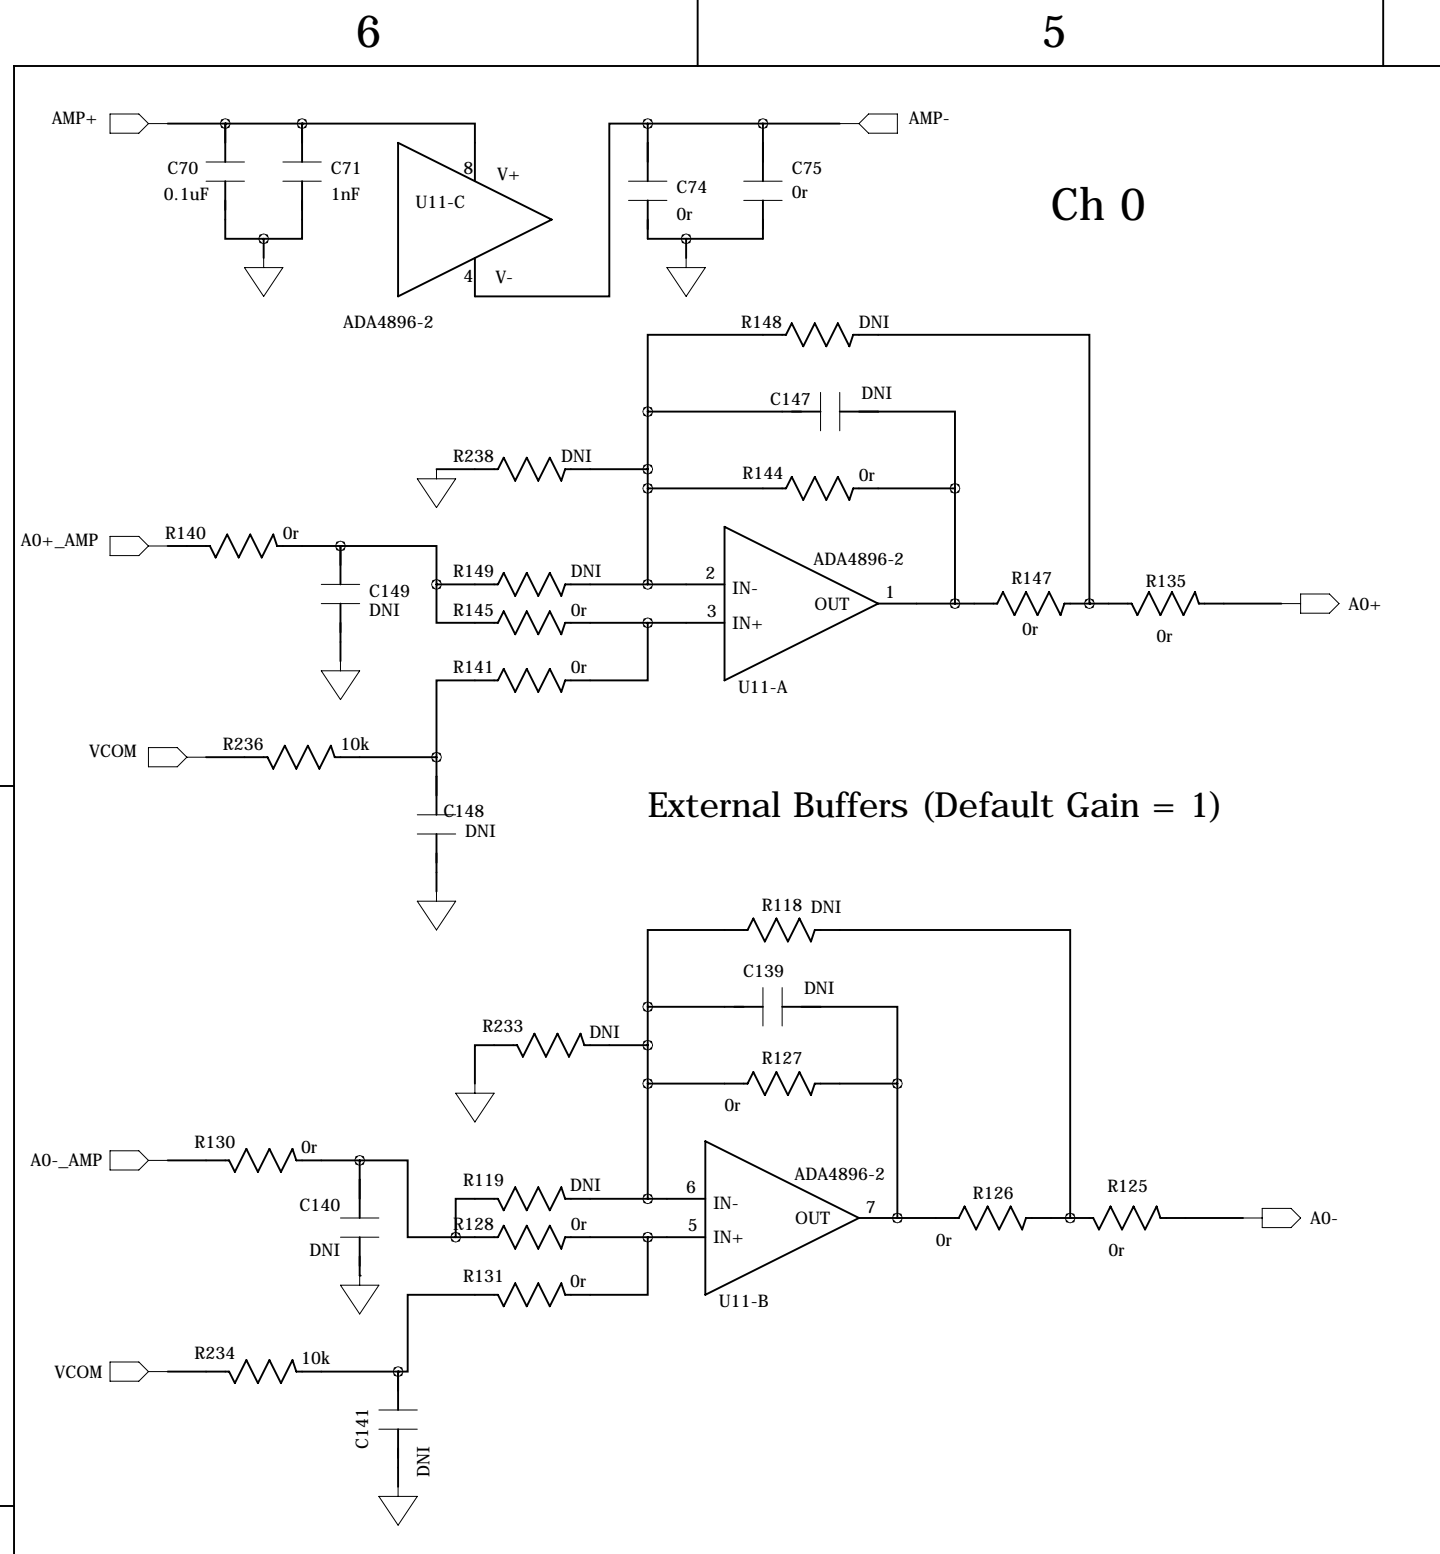 6
5
AMP+
C70
0.1uF
C71
1nF
8
V+
U11-C
4
V-
ADA4896-2
C74
0r
C75
0r
AMP-
Ch 0
R148
DNI
C147
DNI
R238
DNI
R144
0r
A0+_AMP
R140
0r
C149
DNI
R149
DNI
R145
0r
R141
0r
2
IN-
3
IN+
ADA4896-2
OUT
1
U11-A
R147
0r
R135
0r
A0+
VCOM
R236
10k
C148
DNI
External Buffers (Default Gain = 1)
R118
DNI
C139
DNI
R233
DNI
R127
0r
A0-_AMP
R130
0r
C140
DNI
R119
DNI
R128
0r
R131
0r
6
IN-
5
IN+
ADA4896-2
OUT
7
U11-B
R126
0r
R125
0r
A0-
VCOM
R234
10k
C141
DNI